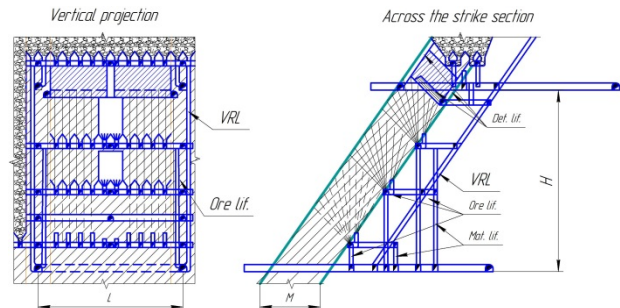 Vertical projection
Across the strike section
VRL
Ore lif.
L
Det. lif.
VRL
Ore lif.
Mat. lif.
H
M